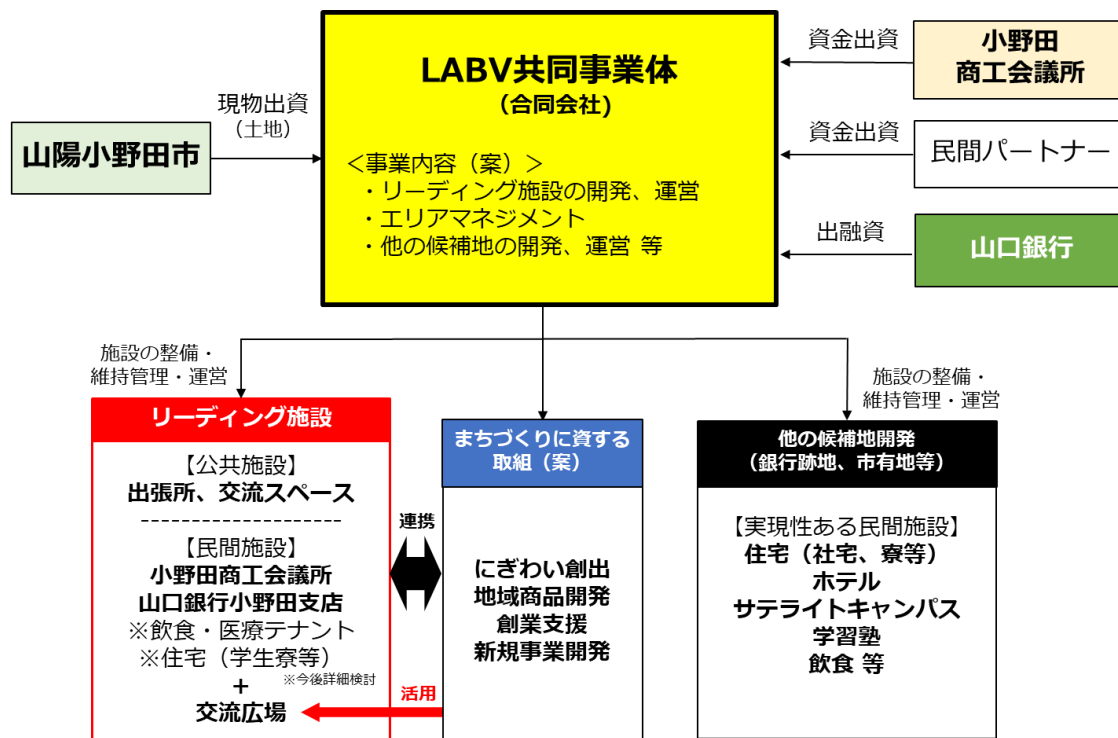 LABV共同事業体
(合同会社)
<事業内容（案）>
・リーディング施設の開発、運営
・エリアマネジメント
・他の候補地の開発、運営 等
山陽小野田市
現物出資
（土地）
資金出資
小野田
商工会議所
資金出資
民間パートナー
出融資
山口銀行
施設の整備・
維持管理・運営
リーディング施設
【公共施設】
出張所、交流スペース
--------------------
【民間施設】
小野田商工会議所
山口銀行小野田支店
※飲食・医療テナント
※住宅（学生寮等）
※今後詳細検討
+
交流広場
連携
活用
まちづくりに資する
取組（案）
にぎわい創出
地域商品開発
創業支援
新規事業開発
施設の整備・
維持管理・運営
他の候補地開発
（銀行跡地、市有地等）
【実現性ある民間施設】
住宅（社宅、寮等）
ホテル
サテライトキャンパス
学習塾
飲食 等